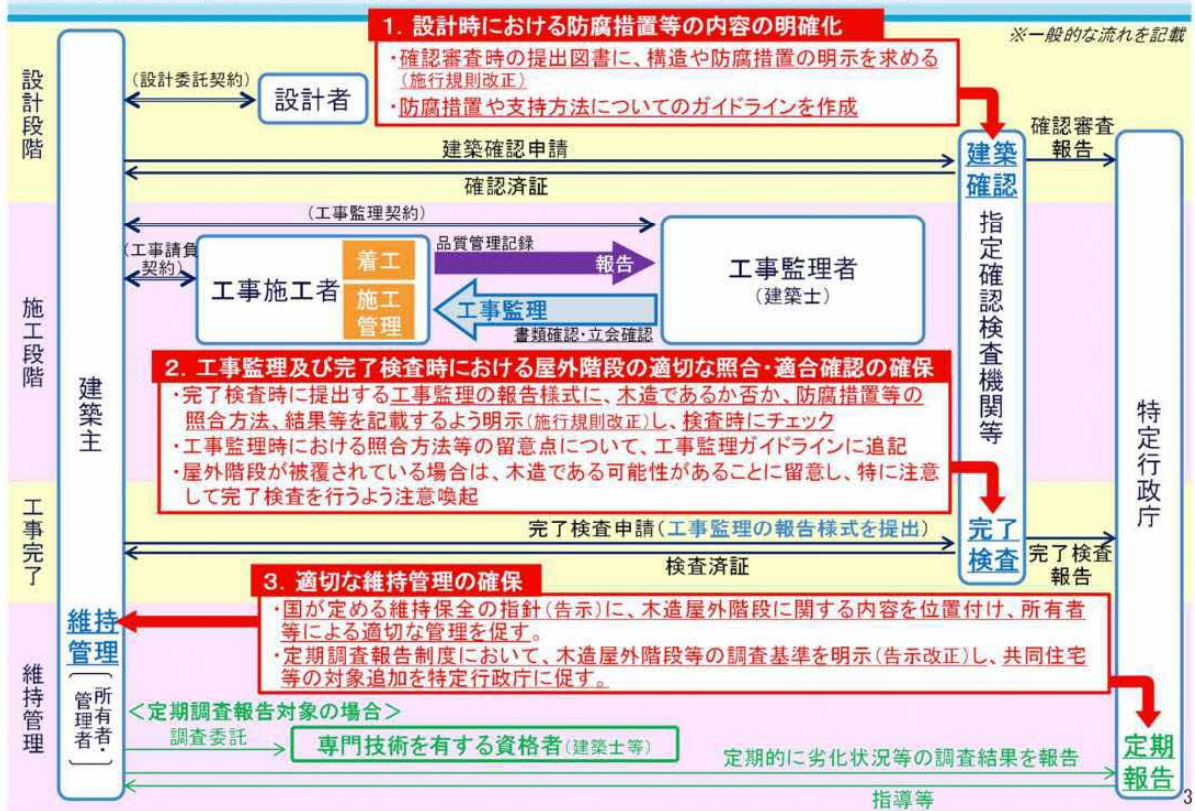 1. 設計時における防腐措置等の内容の明確化
※一般的な流れを記載
・確認審査時の提出図書に、構造や防腐措置の明示を求める
(施行規則改正)
・防腐措置や支持方法についてのガイドラインを作成
設計段階
(設計委託契約)
設計者
建築確認申請
確認済証
建築
確認
確認審査
報告
指定確認検査機関等
特定行政庁
建築主
施工段階
(工事監理契約)
(工事請負
契約)
工事施工者
着工
施工
管理
品質管理記録
報告
工事監理
書類確認・立会確認
工事監理者
(建築士)
2. 工事監理及び完了検査時における屋外階段の適切な照合・適合確認の確保
・完了検査時に提出する工事監理の報告様式に、木造であるか否か、防腐措置等の
照合方法、結果等を記載するよう明示(施行規則改正)し、検査時にチェック
・工事監理時における照合方法等の留意点について、工事監理ガイドラインに追記
・屋外階段が被覆されている場合は、木造である可能性があることに留意し、特に注意
して完了検査を行うよう注意喚起
工事完了
完了検査申請(工事監理の報告様式を提出)
検査済証
完了
検査
完了検査
報告
3. 適切な維持管理の確保
・国が定める維持保全の指針(告示)に、木造屋外階段に関する内容を位置付け、所有者
等による適切な管理を促す。
・定期調査報告制度において、木造屋外階段等の調査基準を明示(告示改正)し、共同住宅
等の対象追加を特定行政庁に促す。
維持管理
維持
管理
所有者・
管理者
<定期調査報告対象の場合>
調査委託
専門技術を有する資格者(建築士等)
定期的に劣化状況等の調査結果を報告
指導等
定期
報告
3